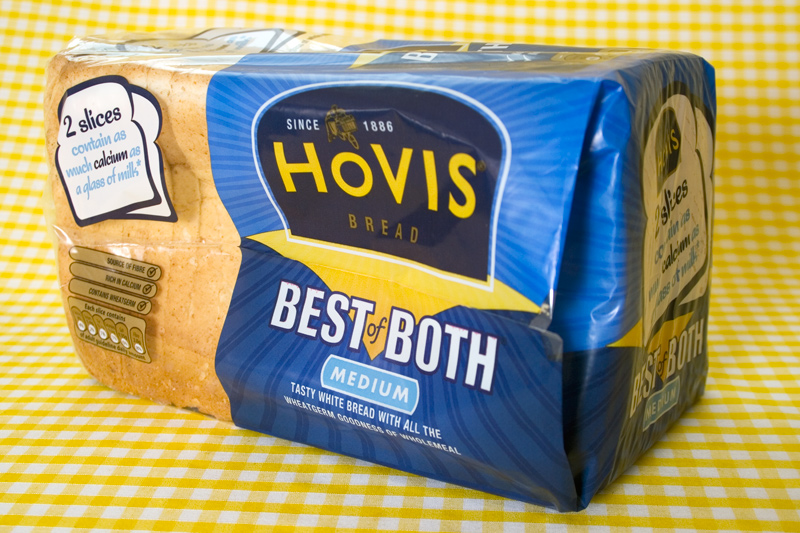 2 slices
contain as
much calcium as
a glass of milk*
SOURCE OF FIBRE
RICH IN CALCIUM
CONTAINS WHEATGERM
Each slice contains
SINCE 1886
HOVIS
BREAD
BEST of BOTH
MEDIUM
TASTY WHITE BREAD WITH ALL THE
WHEATGERM GOODNESS OF WHOLEMEAL
HOVIS
2 slices
contain as
much calcium as
a glass of milk*
BEST of BOTH
MEDIUM